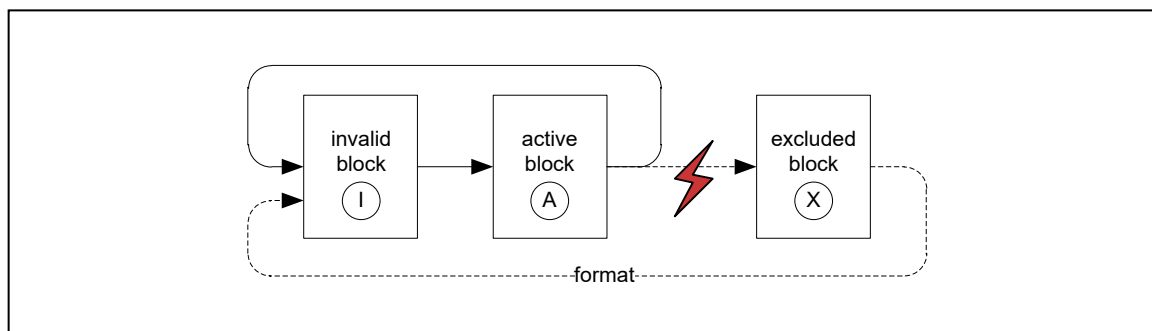 invalid
block
I
active
block
A
excluded
block
X
format